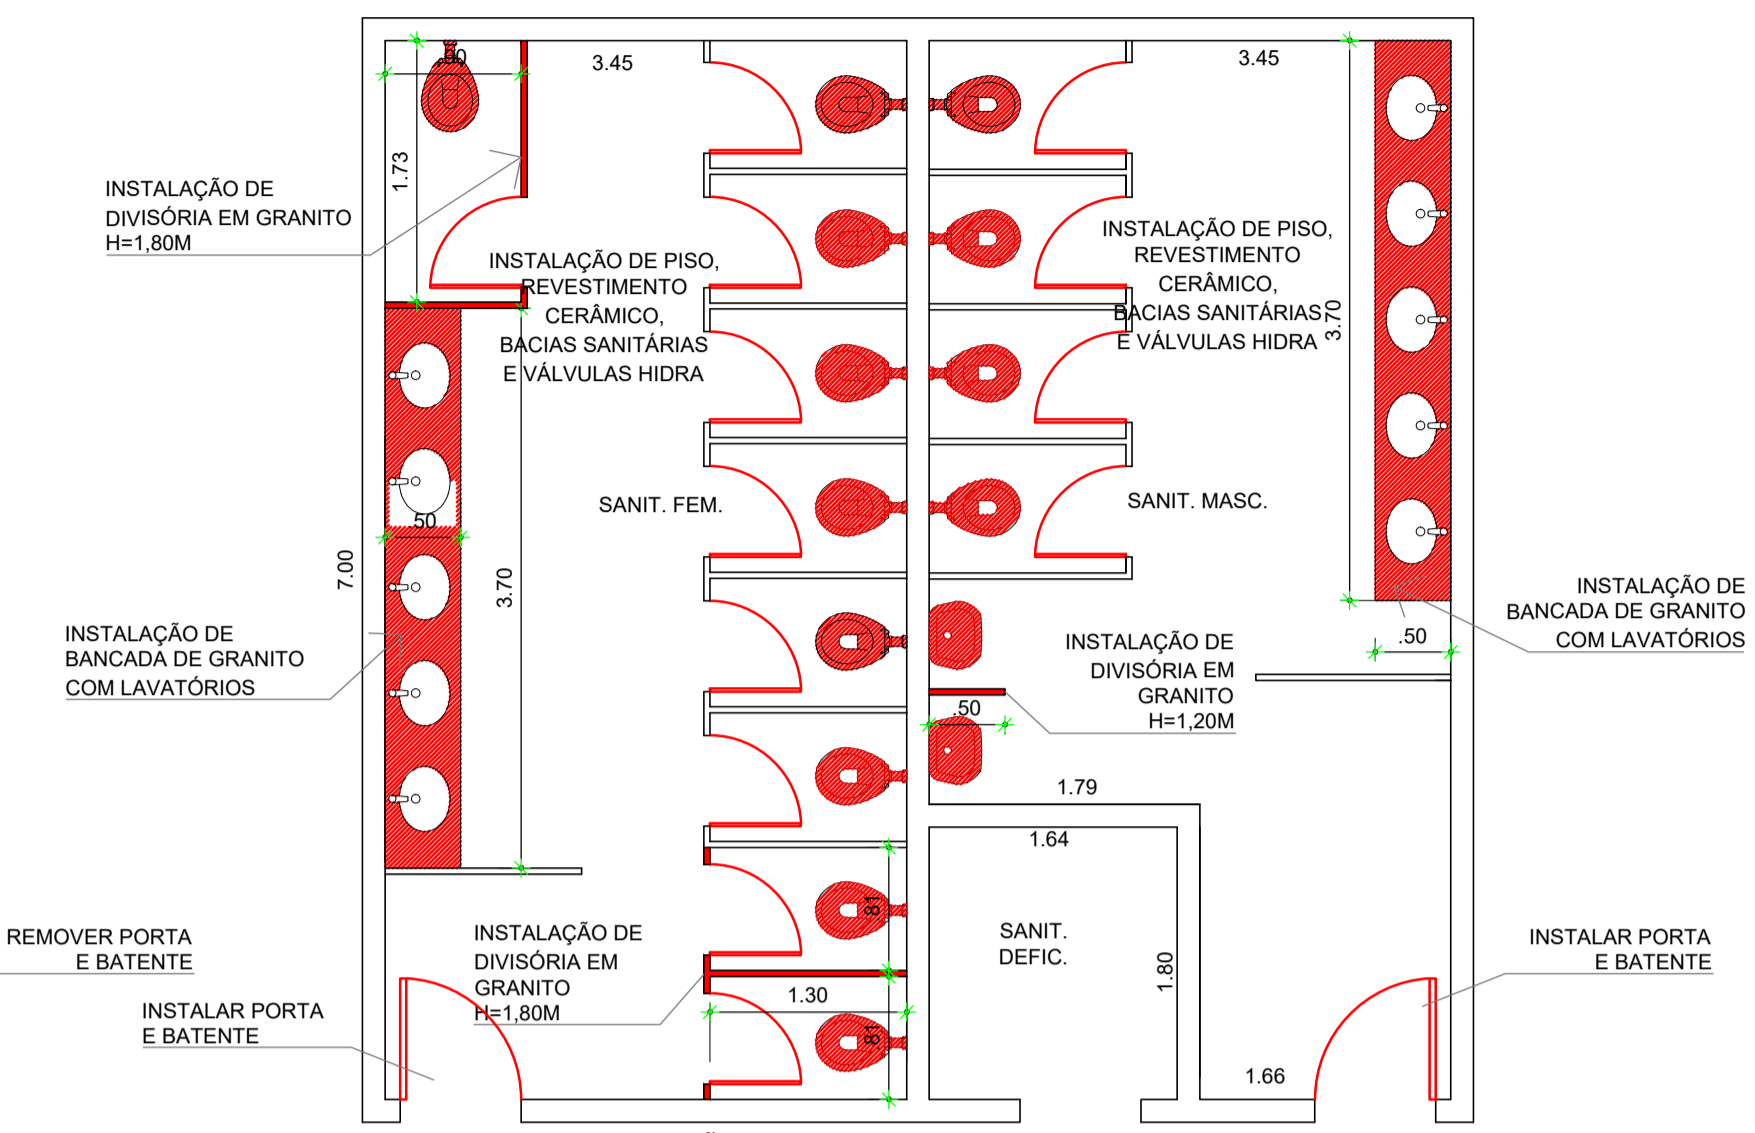 .90
3.45
3.45
1.73
INSTALAÇÃO DE
DIVISÓRIA EM GRANITO
H=1,80M
INSTALAÇÃO DE PISO,
REVESTIMENTO
CERÂMICO,
BACIAS SANITÁRIAS
E VÁLVULAS HIDRA
INSTALAÇÃO DE PISO,
REVESTIMENTO
CERÂMICO,
BACIAS SANITÁRIAS
E VÁLVULAS HIDRA
3.70
SANIT. FEM.
SANIT. MASC.
.50
7.00
3.70
INSTALAÇÃO DE
BANCADA DE GRANITO
COM LAVATÓRIOS
INSTALAÇÃO DE
BANCADA DE GRANITO
COM LAVATÓRIOS
.50
INSTALAÇÃO DE
DIVISÓRIA EM
GRANITO
H=1,20M
.50
1.79
1.64
.81
REMOVER PORTA
E BATENTE
INSTALAR PORTA
E BATENTE
INSTALAÇÃO DE
DIVISÓRIA EM
GRANITO
H=1,80M
1.30
.81
SANIT.
DEFIC.
1.80
INSTALAR PORTA
E BATENTE
1.66